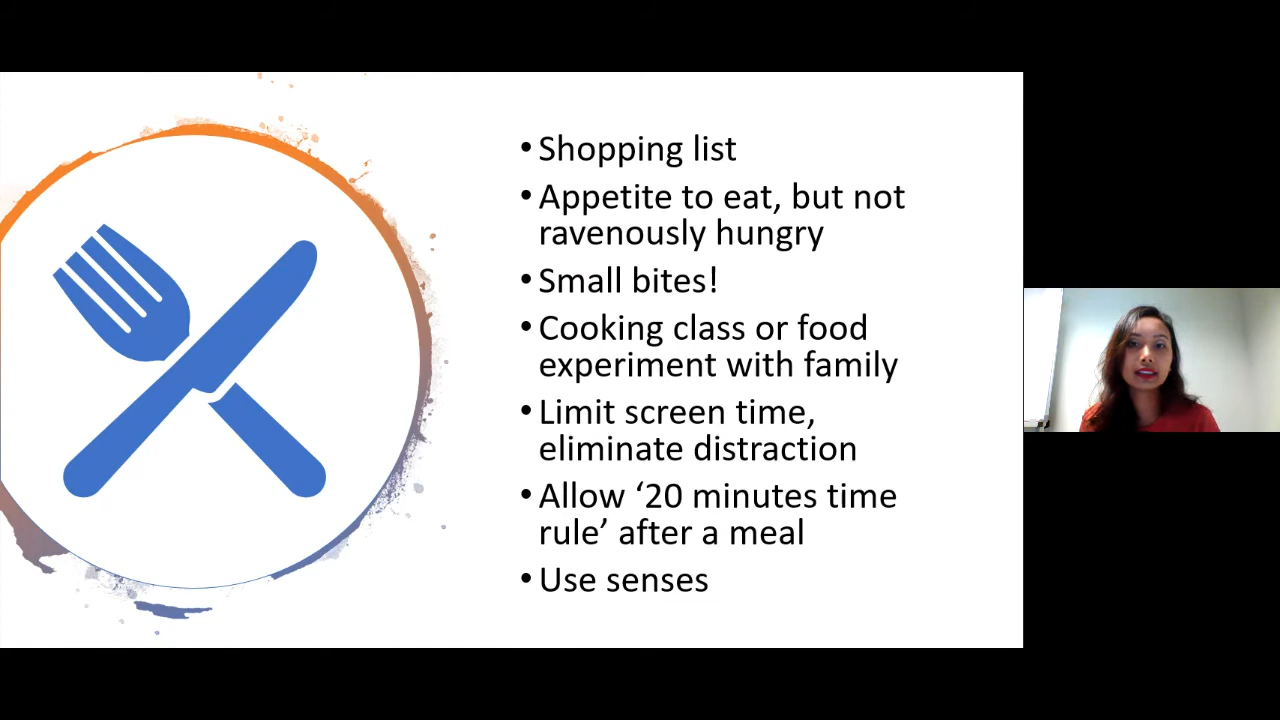 • Shopping list
• Appetite to eat, but not
ravenously hungry
• Small bites!
• Cooking class or food
experiment with family
• Limit screen time,
eliminate distraction
• Allow ‘20 minutes time
rule’ after a meal
• Use senses